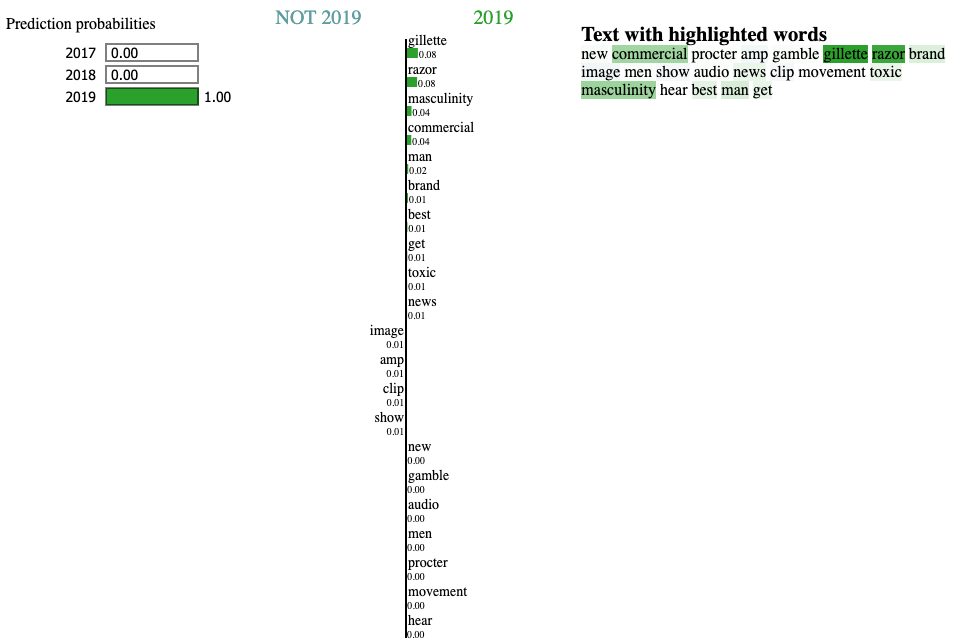 Prediction probabilities
2017 0.00
2018 0.00
2019 1.00
NOT 2019 2019
gillette
0.08
razor
0.08
masculinity
0.04
commercial
0.04
man
0.02
brand
0.01
best
0.01
get
0.01
toxic
0.01
news
0.01
image
0.01
amp
0.01
clip
0.01
show
0.01
new
0.00
gamble
0.00
audio
0.00
men
0.00
procter
0.00
movement
0.00
hear
0.00
Text with highlighted words
new commercial procter amp gamble gillette razor brand
image men show audio news clip movement toxic
masculinity hear best man get